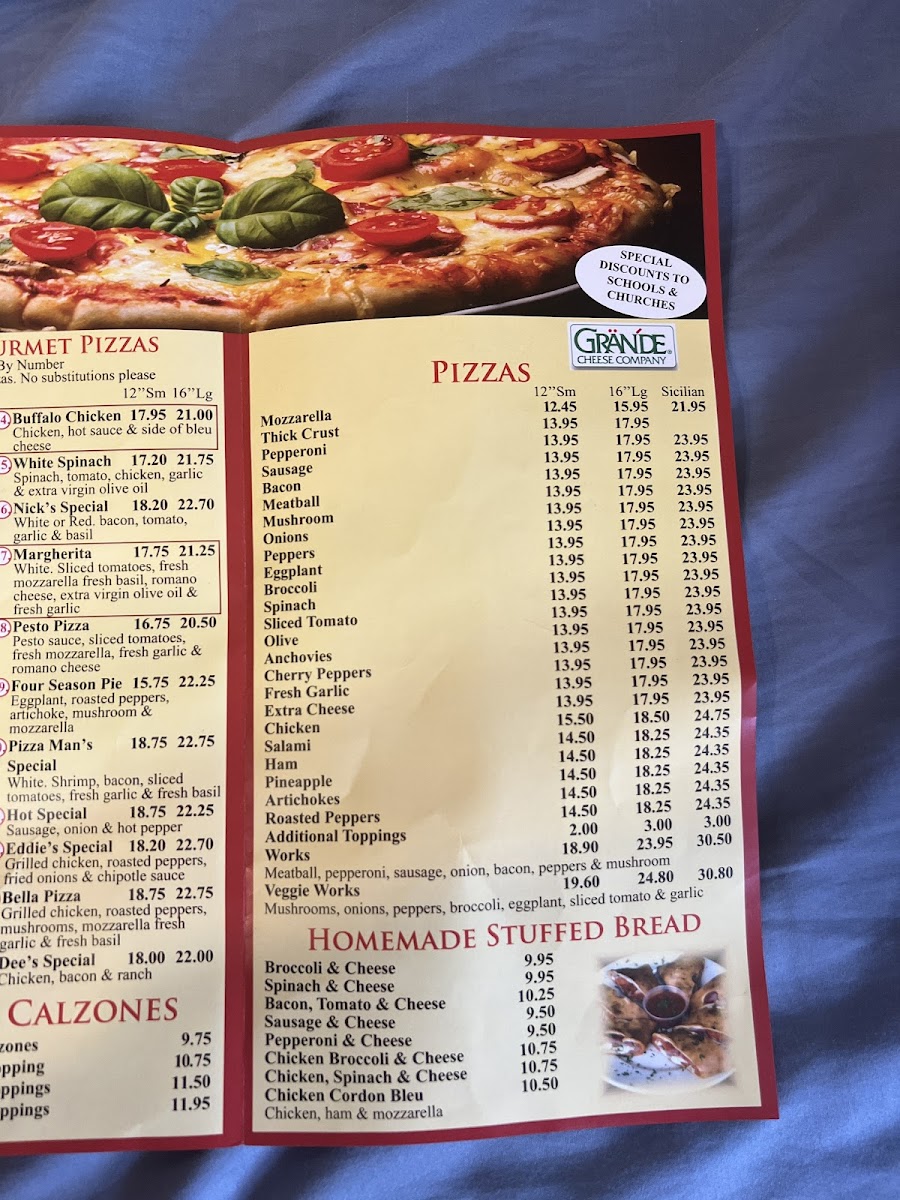 SPECIAL
DISCOUNTS TO
SCHOOLS &
CHURCHES
URMET PIZZAS
By Number
as. No substitutions please
12”Sm 16”Lg
4 Buffalo Chicken 17.95 21.00
Chicken, hot sauce & side of bleu
cheese
5 White Spinach 17.20 21.75
Spinach, tomato, chicken, garlic
& extra virgin olive oil
6 Nick's Special 18.20 22.70
White or Red. bacon, tomato,
garlic & basil
7 Margherita 17.75 21.25
White. Sliced tomatoes, fresh
mozzarella fresh basil, romano
cheese, extra virgin olive oil &
fresh garlic
8 Pesto Pizza 16.75 20.50
Pesto sauce, sliced tomatoes,
fresh mozzarella, fresh garlic &
romano cheese
9 Four Season Pie 15.75 22.25
Eggplant, roasted peppers,
artichoke, mushroom &
mozzarella
Pizza Man's 18.75 22.75
Special
White. Shrimp, bacon, sliced
tomatoes, fresh garlic & fresh basil
Hot Special 18.75 22.25
Sausage, onion & hot pepper
Eddie's Special 18.20 22.70
Grilled chicken, roasted peppers,
fried onions & chipotle sauce
Bella Pizza 18.75 22.75
Grilled chicken, roasted peppers,
mushrooms, mozzarella fresh
garlic & fresh basil
Dee's Special 18.00 22.00
Chicken, bacon & ranch
CALZONES
zones 9.75
opping 10.75
ppings 11.50
ppings 11.95
GRANDE®
CHEESE COMPANY
PIZZAS
12”Sm 16”Lg Sicilian
Mozzarella 12.45 15.95 21.95
Thick Crust 13.95 17.95
Pepperoni 13.95 17.95 23.95
Sausage 13.95 17.95 23.95
Bacon 13.95 17.95 23.95
Meatball 13.95 17.95 23.95
Mushroom 13.95 17.95 23.95
Onions 13.95 17.95 23.95
Peppers 13.95 17.95 23.95
Eggplant 13.95 17.95 23.95
Broccoli 13.95 17.95 23.95
Spinach 13.95 17.95 23.95
Sliced Tomato 13.95 17.95 23.95
Olive 13.95 17.95 23.95
Anchovies 13.95 17.95 23.95
Cherry Peppers 13.95 17.95 23.95
Fresh Garlic 13.95 17.95 23.95
Extra Cheese 13.95 17.95 23.95
Chicken 15.50 18.50 24.75
Salami 14.50 18.25 24.35
Ham 14.50 18.25 24.35
Pineapple 14.50 18.25 24.35
Artichokes 14.50 18.25 24.35
Roasted Peppers 14.50 18.25 24.35
Additional Toppings 2.00 3.00 3.00
Works 18.90 23.95 30.50
Meatball, pepperoni, sausage, onion, bacon, peppers & mushroom
Veggie Works 19.60 24.80 30.80
Mushrooms, onions, peppers, broccoli, eggplant, sliced tomato & garlic
HOMEMADE STUFFED BREAD
Broccoli & Cheese 9.95
Spinach & Cheese 9.95
Bacon, Tomato & Cheese 10.25
Sausage & Cheese 9.50
Pepperoni & Cheese 9.50
Chicken Broccoli & Cheese 10.75
Chicken, Spinach & Cheese 10.75
Chicken Cordon Bleu 10.50
Chicken, ham & mozzarella